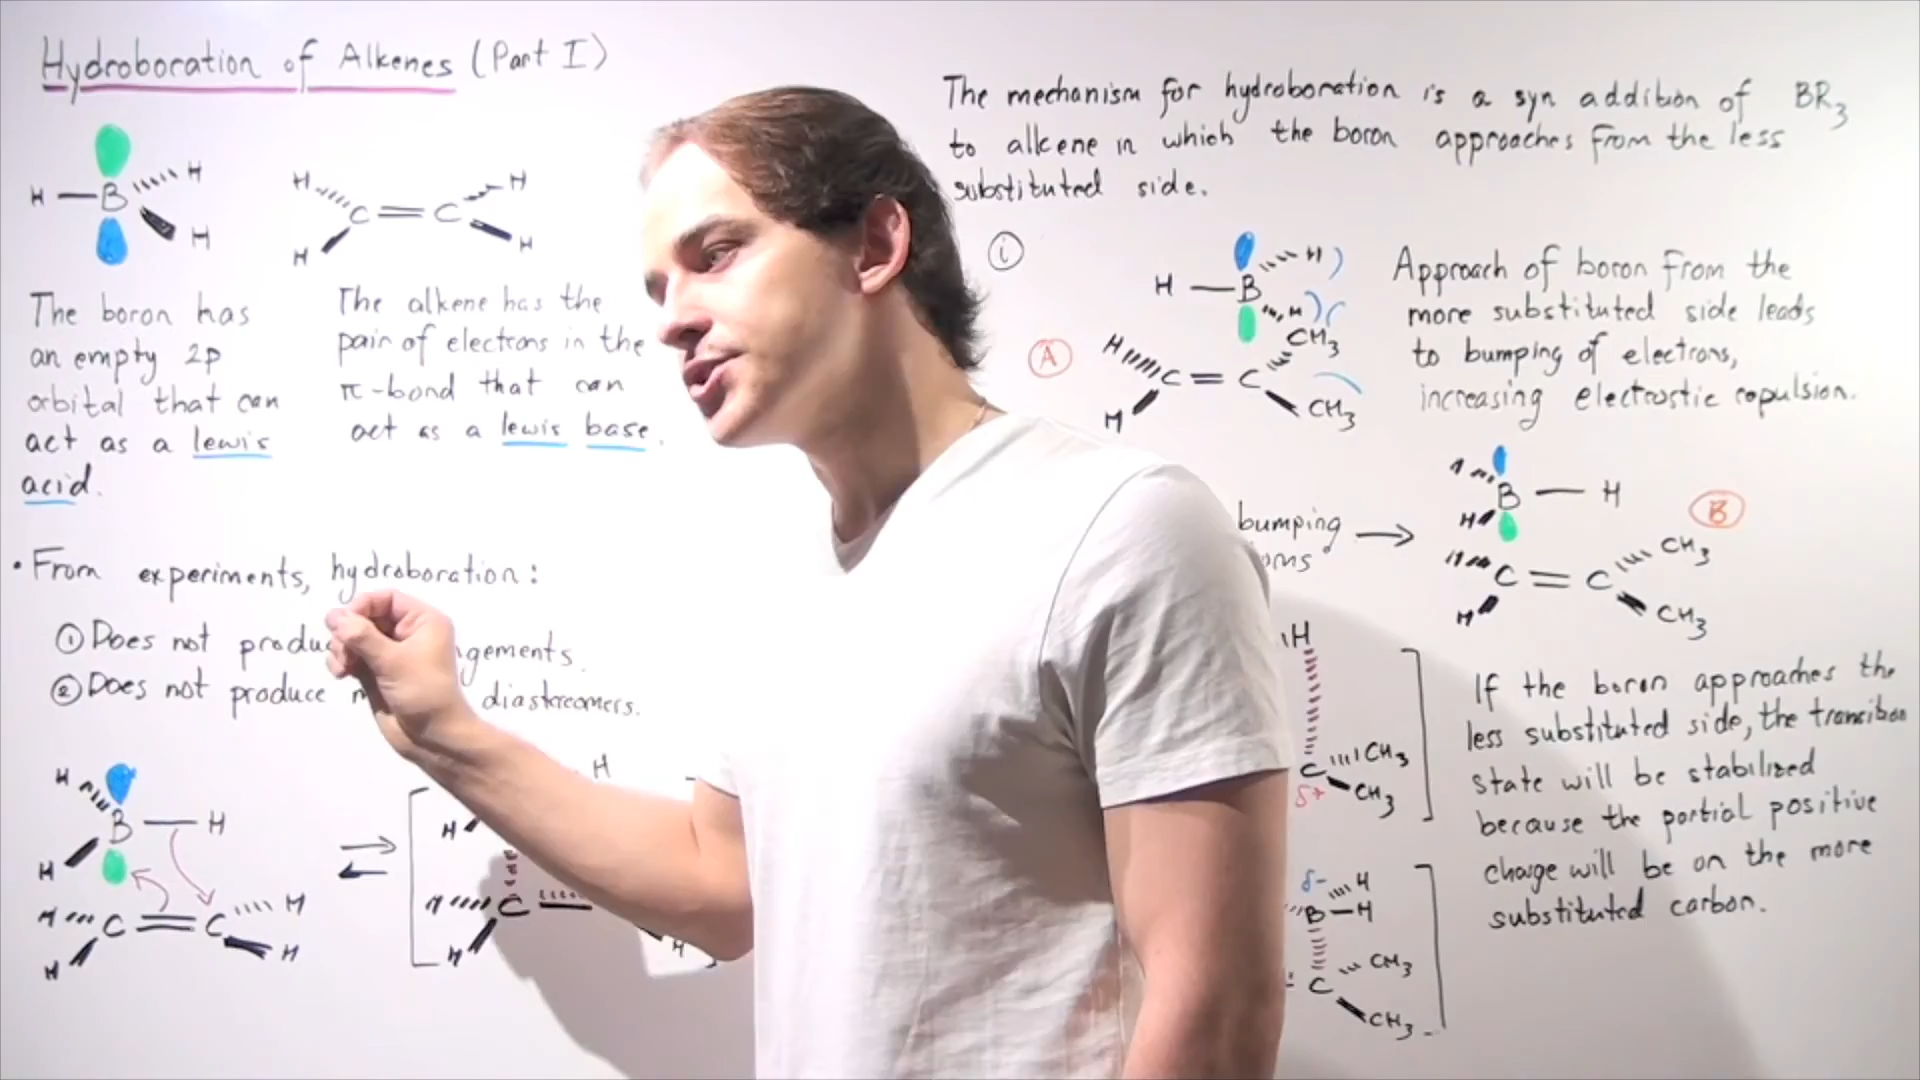 Hydroboration of Alkenes (Part I)
H B H
H
H C C H
H H
The boron has
an empty 2p
orbital that can
act as a lewis
acid.
The alkene has the
pair of electrons in the
π-bond that can
act as a lewis base.
• From experiments, hydroboration:
① Does not gements.
② Does not produce diastereomers.
H
B H
H
H C C H
H H
H
H
H C
H
H
The mechanism for hydroboration is a syn addition of BR3
to alkene in which the boron approaches from the less
substituted side.
i
H B H
H
A
H C C CH3
H CH3
Approach of boron from the
more substituted side leads
to bumping of electrons,
increasing electrostic repulsion.
bumping
B H
H
B
H C C CH3
H CH3
H
C CH3
δ+ CH3
δ- H
B H
C CH3
CH3
If the boron approaches the
less substituted side, the transition
state will be stabilized
because the partial positive
charge will be on the more
substituted carbon.